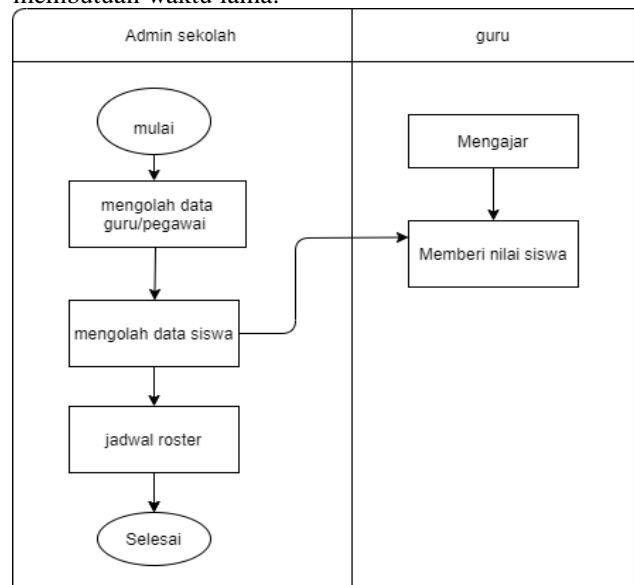 membutuan waktu lama.
Admin sekolah
guru
mulai
mengolah data
guru/pegawai
mengolah data siswa
jadwal roster
Selesai
Mengajar
Memberi nilai siswa